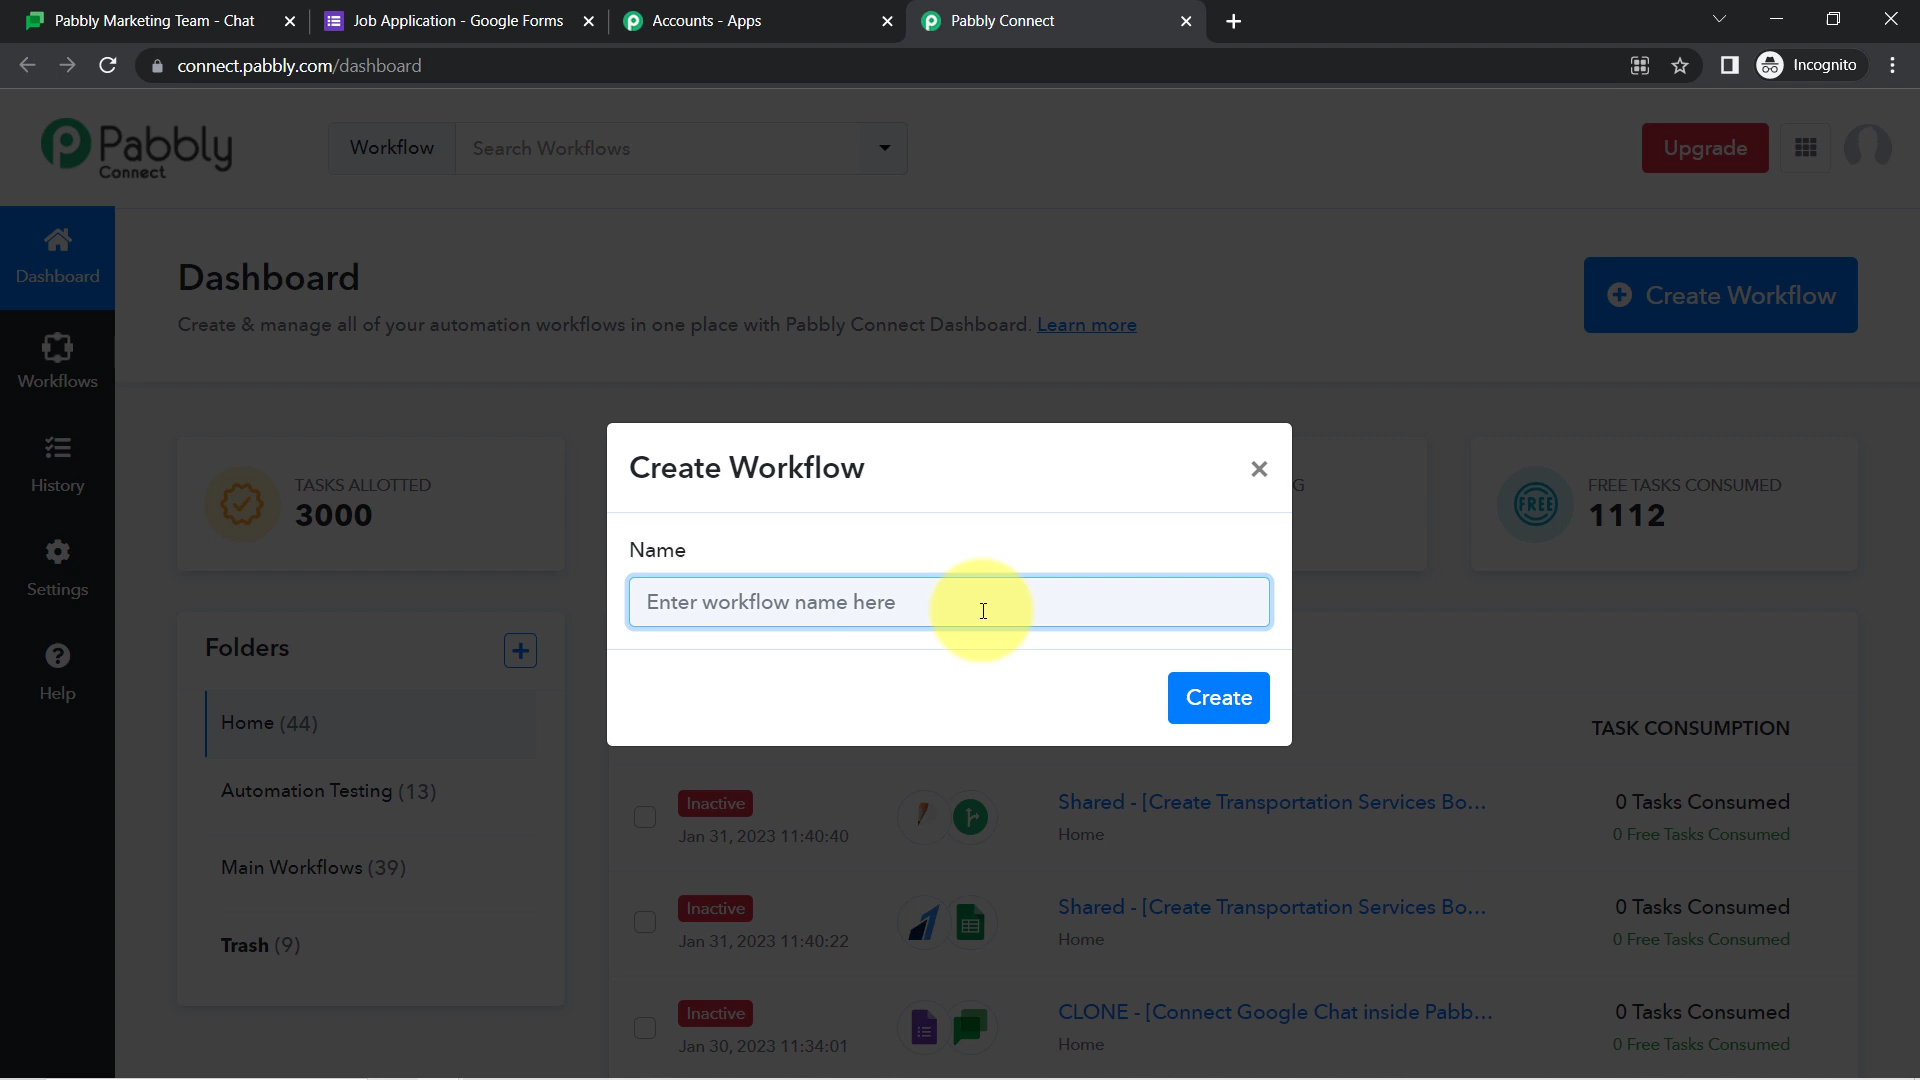 Pabbly Marketing Team - Chat
Job Application - Google Forms
Accounts - Apps
Pabbly Connect
connect.pabbly.com/dashboard
Incognito
Pabbly
Connect
Workflow
Search Workflows
Upgrade
Dashboard
Workflows
History
Settings
Help
Dashboard
Create & manage all of your automation workflows in one place with Pabbly Connect Dashboard. Learn more
Create Workflow
TASKS ALLOTTED
3000
G
FREE
FREE TASKS CONSUMED
1112
Create Workflow
Name
Enter workflow name here
Create
Folders
Home (44)
Automation Testing (13)
Main Workflows (39)
Trash (9)
TASK CONSUMPTION
Inactive
Jan 31, 2023 11:40:40
Shared - [Create Transportation Services Bo...
Home
0 Tasks Consumed
0 Free Tasks Consumed
Inactive
Jan 31, 2023 11:40:22
Shared - [Create Transportation Services Bo...
Home
0 Tasks Consumed
0 Free Tasks Consumed
Inactive
Jan 30, 2023 11:34:01
CLONE - [Connect Google Chat inside Pabb...
Home
0 Tasks Consumed
0 Free Tasks Consumed